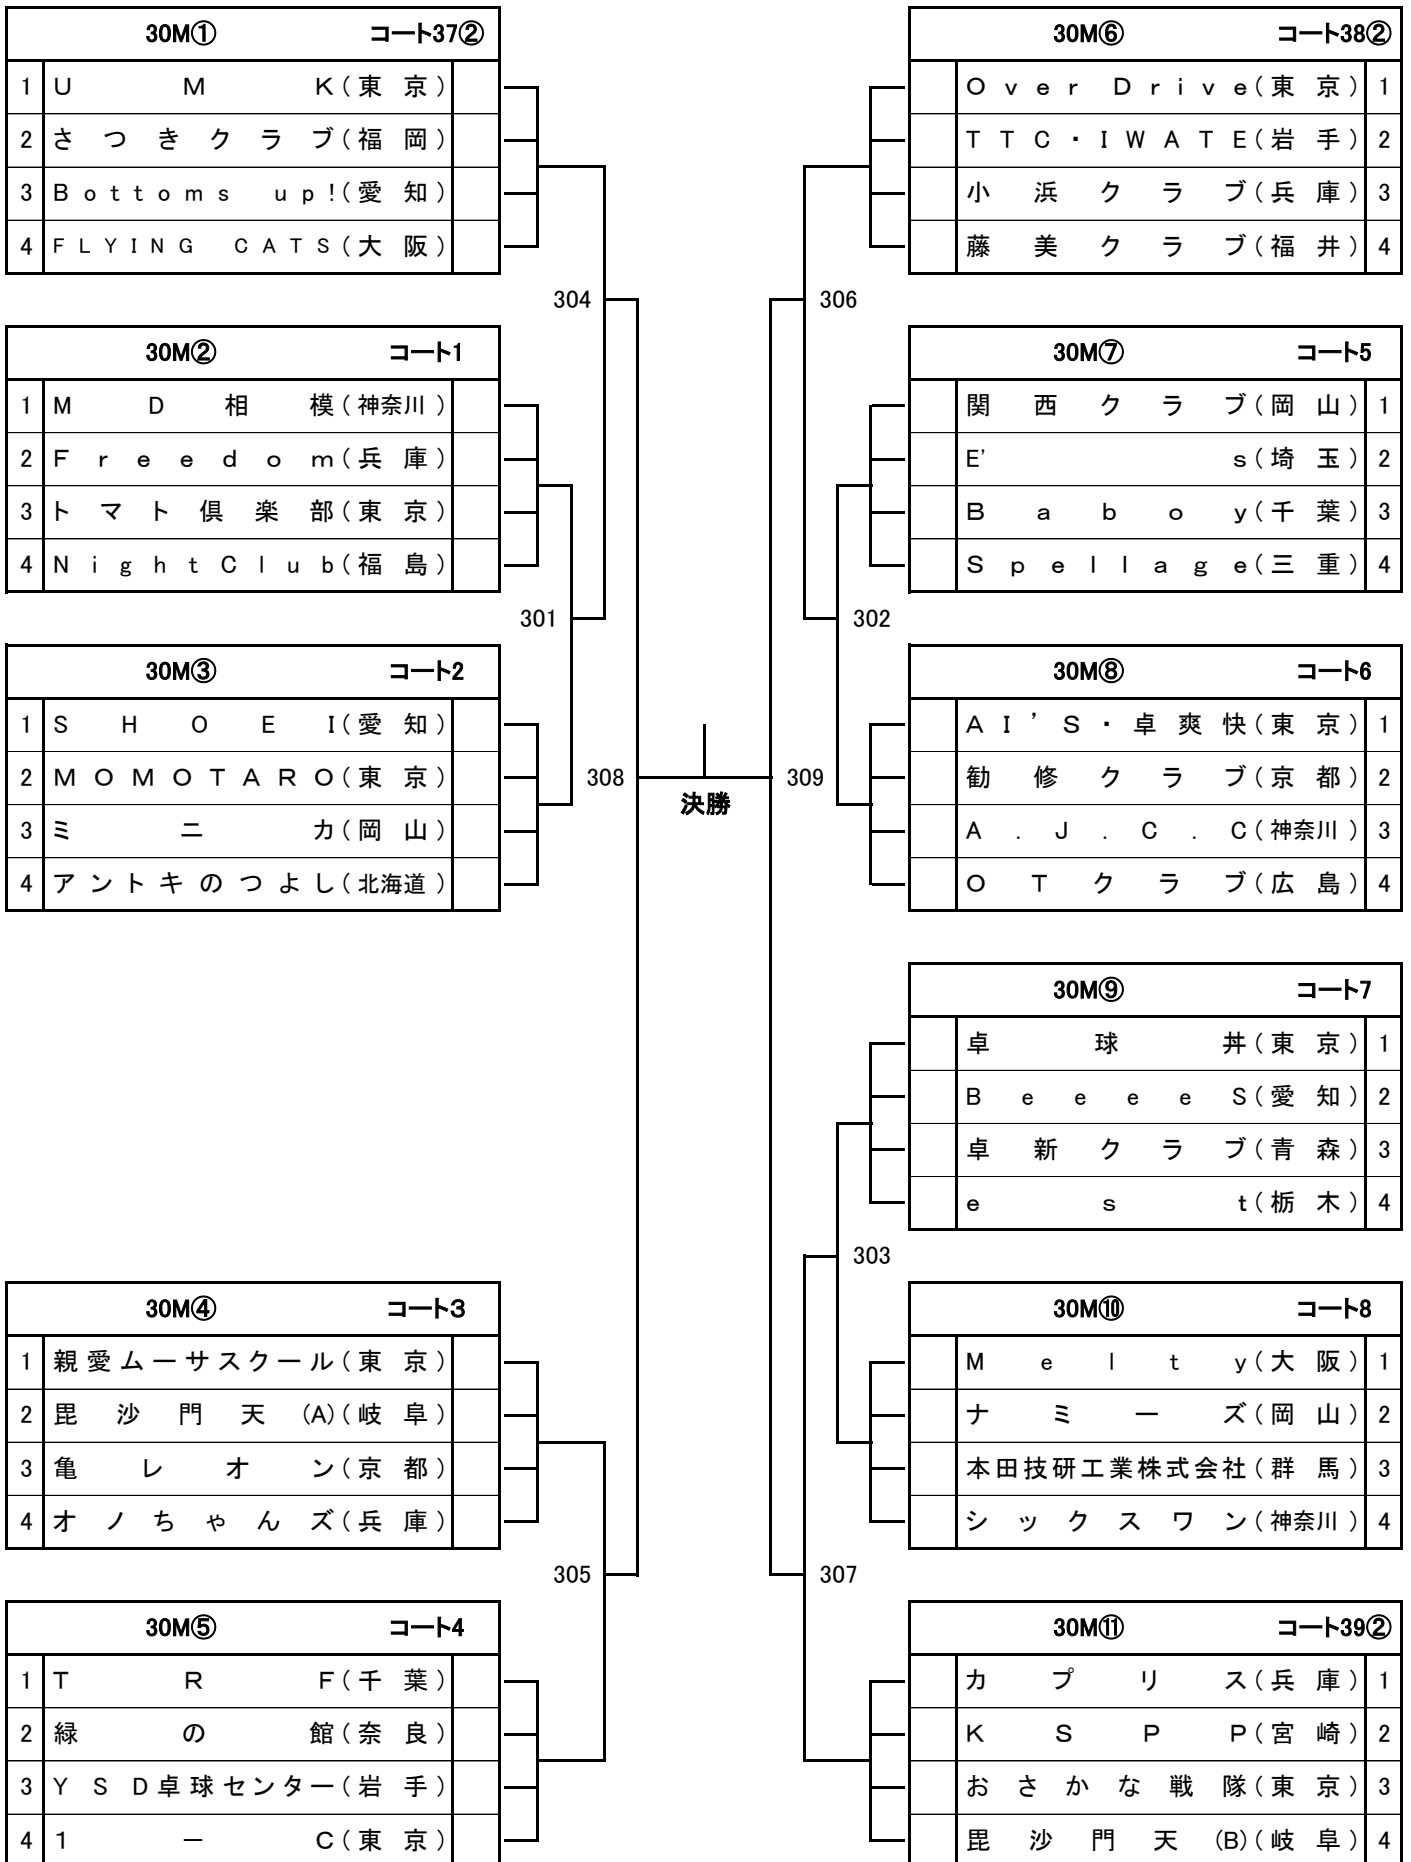 30M① コート37②
1 UMK(東京)
2 さつきクラブ(福岡)
3 Bottoms up!(愛知)
4 FLYING CATS(大阪)
304
30M② コート1
1 MD相模(神奈川)
2 Freedom(兵庫)
3 トマト倶楽部(東京)
4 NightClub(福島)
301
30M③ コート2
1 SHOEI(愛知)
2 MOMOTARO(東京)
3 ミニカ(岡山)
4 アントキのつよし(北海道)
308
30M④ コート3
1 親愛ムーサスクール(東京)
2 毘沙門天(A)(岐阜)
3 亀レオン(京都)
4 オノちゃんズ(兵庫)
305
30M⑤ コート4
1 TRF(千葉)
2 緑の館(奈良)
3 YSD卓球センター(岩手)
4 1－C(東京)
決勝
30M⑥ コート38②
Over Drive(東京) 1
TTC・IWATE(岩手) 2
小浜クラブ(兵庫) 3
藤美クラブ(福井) 4
306
30M⑦ コート5
関西クラブ(岡山) 1
E's(埼玉) 2
Baboy(千葉) 3
Spellage(三重) 4
302
30M⑧ コート6
AI'S・卓爽快(東京) 1
勧修クラブ(京都) 2
A.J.C.C(神奈川) 3
OTクラブ(広島) 4
309
30M⑨ コート7
卓球丼(東京) 1
BeeeeS(愛知) 2
卓新クラブ(青森) 3
est(栃木) 4
303
30M⑩ コート8
Melty(大阪) 1
ナミーズ(岡山) 2
本田技研工業株式会社(群馬) 3
シックスワン(神奈川) 4
307
30M⑪ コート39②
カプリス(兵庫) 1
KSPP(宮崎) 2
おさかな戦隊(東京) 3
毘沙門天(B)(岐阜) 4